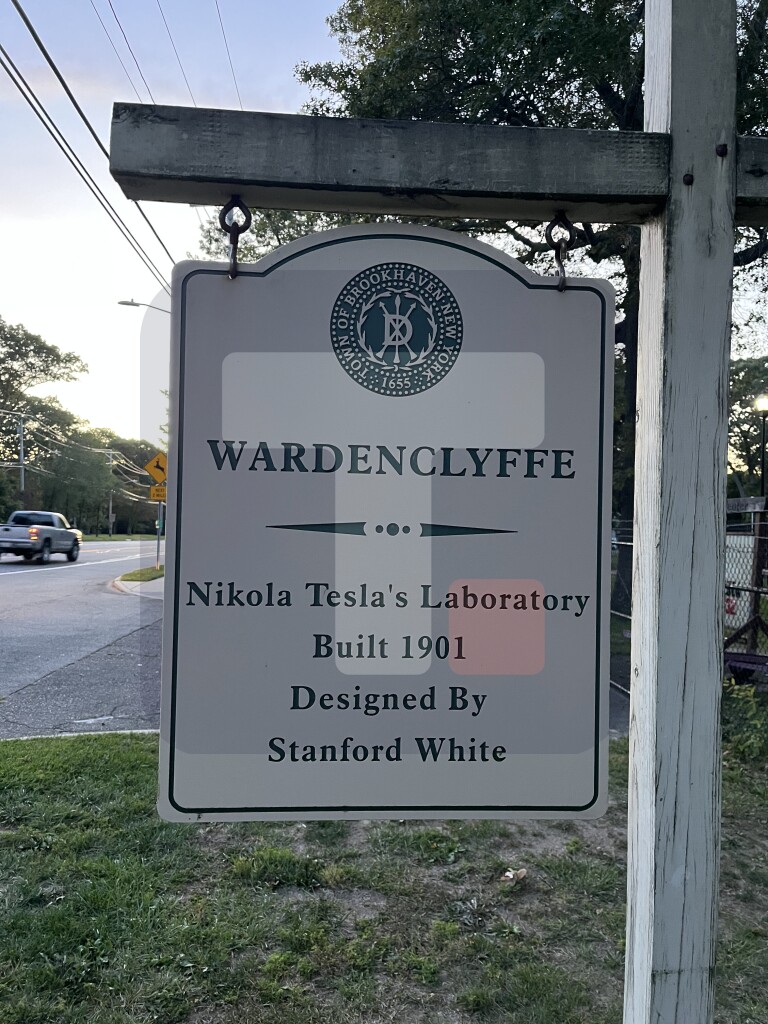 TOWN OF BROOKHAVEN NEW YORK
1655
WARDENCLYFFE
Nikola Tesla's Laboratory
Built 1901
Designed By
Stanford White